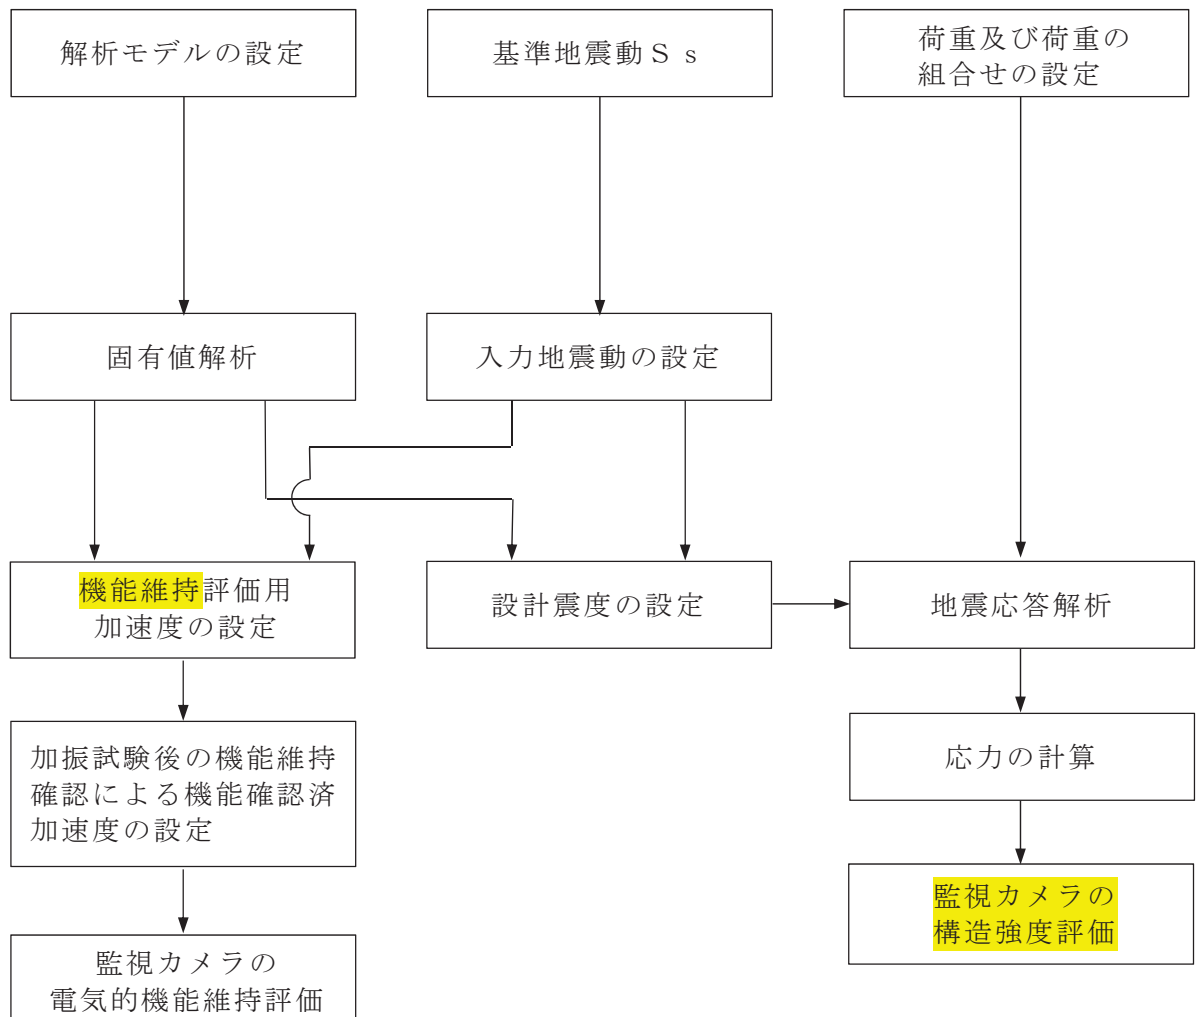 解析モデルの設定
基準地震動Ｓｓ
荷重及び荷重の
組合せの設定
固有値解析
入力地震動の設定
機能維持評価用
加速度の設定
設計震度の設定
地震応答解析
加振試験後の機能維持
確認による機能確認済
加速度の設定
応力の計算
監視カメラの
構造強度評価
監視カメラの
電気的機能維持評価